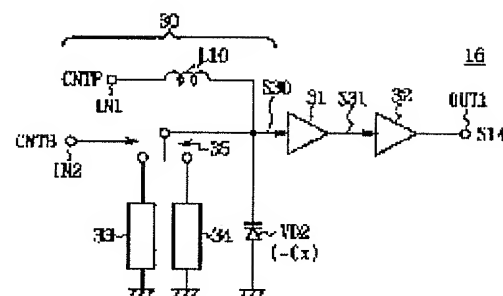 30
L10
16
CNTP
IN1
S30
31
S31
32
OUT1
S14
CNTB
IN2
35
33
34
VD2
(-Cx)